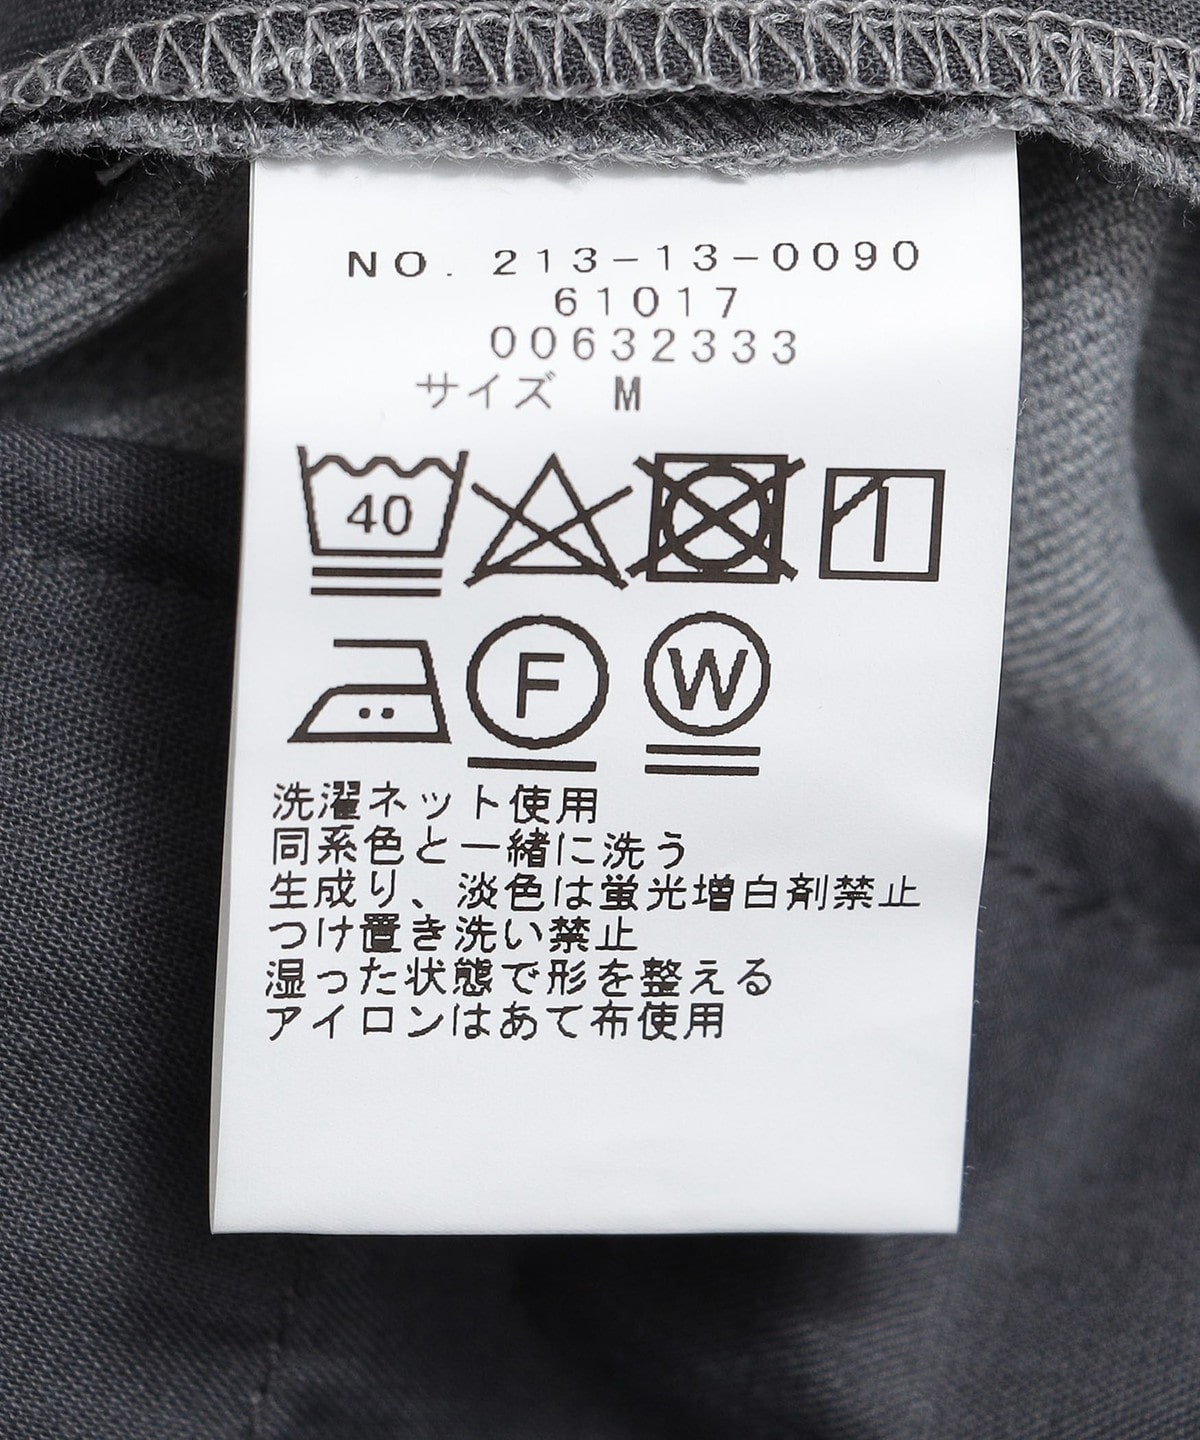 NO. 213-13-0090
61017
00632333
サイズ M
40
F W
洗濯ネット使用
同系色と一緒に洗う
生成り、淡色は蛍光増白剤禁止
つけ置き洗い禁止
湿った状態で形を整える
アイロンはあて布使用